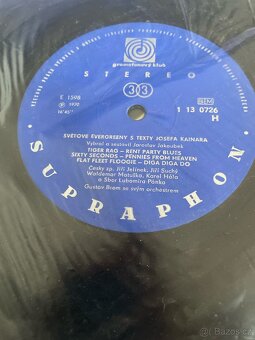 gramofonový klub
STEREO
33
E 1598
℗ 1970
1 13 0726
H
SVĚTOVÉ EVERGREENY S TEXTY JOSEFA KAINARA
Vybral a sestavil Jaroslav Jakoubek
TIGER RAG – RENT PARTY BLUES
SIXTY SECONDS – PENNIES FROM HEAVEN
FLAT FLEET FLOOGIE – DIGA DIGA DO
Česky zp. Jiří Jelínek, Jiří Suchý
Waldemar Matuška, Karel Hála
a Sbor Lubomíra Pánka
Gustav Brom se svým orchestrem
SUPRAPHON